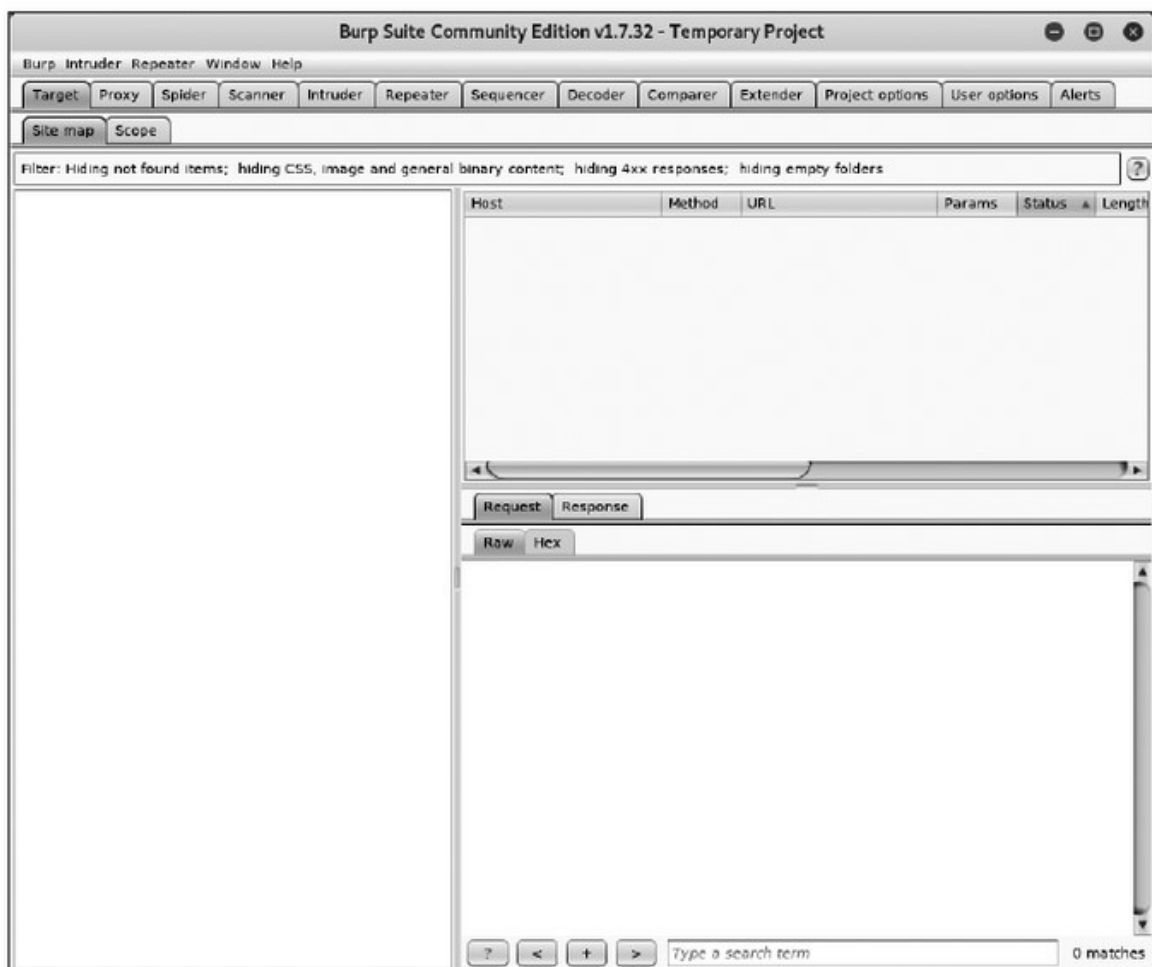 Burp Suite Community Edition v1.7.32 - Temporary Project
Burp Intruder Repeater Window Help
Target Proxy Spider Scanner Intruder Repeater Sequencer Decoder Comparer Extender Project options User options Alerts
Site map Scope
Filter: Hiding not found items; hiding CSS, image and general binary content; hiding 4xx responses; hiding empty folders ?
Host Method URL Params Status Length
Request Response
Raw Hex
? < + > Type a search term 0 matches